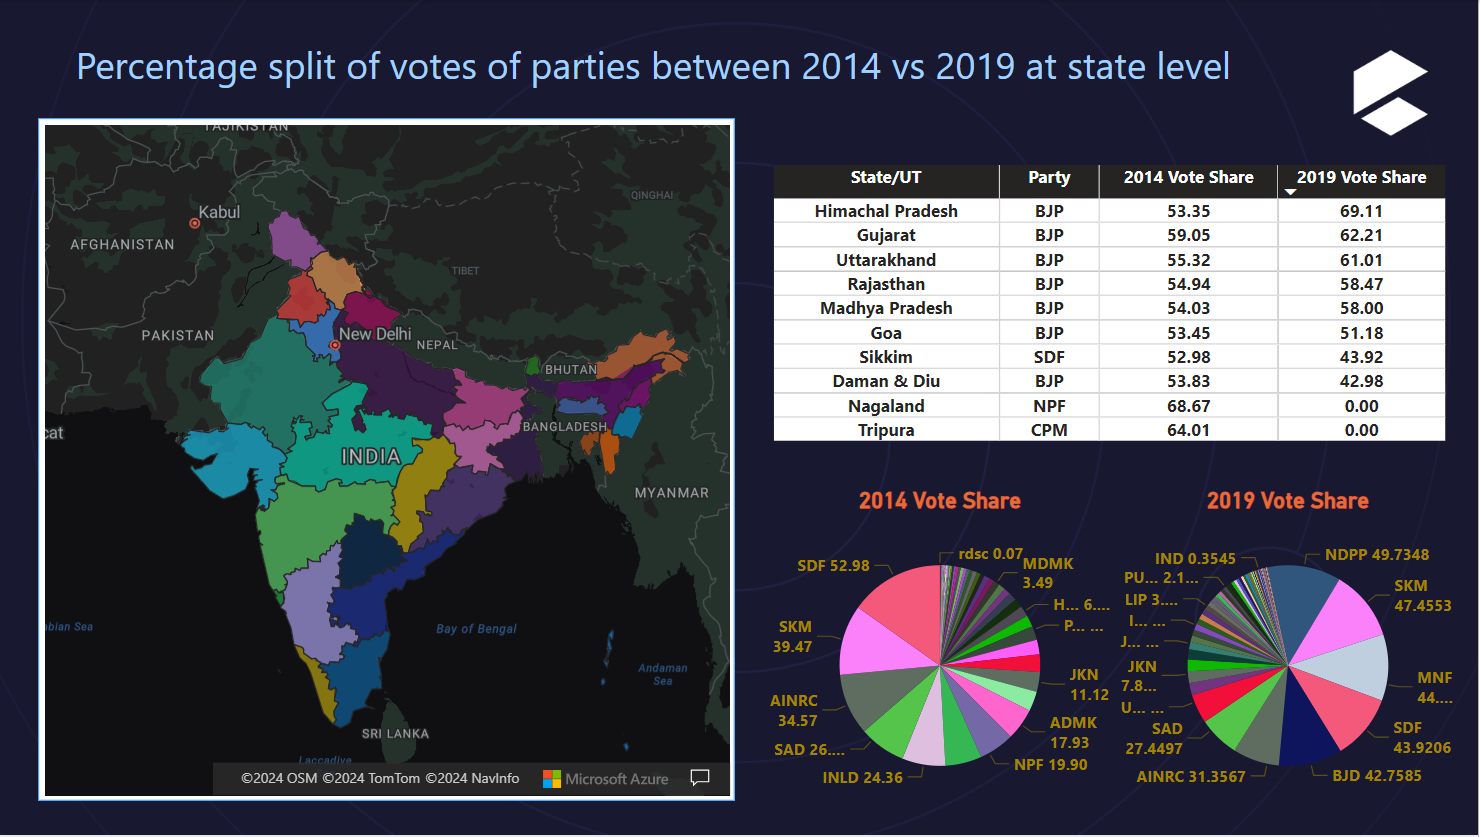 Percentage split of votes of parties between 2014 vs 2019 at state level
TAJIKISTAN
QINGHAI
Kabul
AFGHANISTAN
TIBET
PAKISTAN
New Delhi
NEPAL
BHUTAN
BANGLADESH
cat
INDIA
MYANMAR
bian Sea
Bay of Bengal
Andaman
Sea
SRI LANKA
Laccadive
©2024 OSM ©2024 TomTom ©2024 NavInfo Microsoft Azure
State/UT Party 2014 Vote Share 2019 Vote Share
Himachal Pradesh BJP 53.35 69.11
Gujarat BJP 59.05 62.21
Uttarakhand BJP 55.32 61.01
Rajasthan BJP 54.94 58.47
Madhya Pradesh BJP 54.03 58.00
Goa BJP 53.45 51.18
Sikkim SDF 52.98 43.92
Daman & Diu BJP 53.83 42.98
Nagaland NPF 68.67 0.00
Tripura CPM 64.01 0.00
2014 Vote Share
rdsc 0.07
MDMK
3.49
H... 6....
P... ...
JKN
11.12
ADMK
17.93
NPF 19.90
INLD 24.36
SAD 26....
AINRC
34.57
SKM
39.47
SDF 52.98
2019 Vote Share
NDPP 49.7348
SKM
47.4553
MNF
44....
SDF
43.9206
BJD 42.7585
AINRC 31.3567
SAD
27.4497
U... ...
JKN
7.8...
J... ...
I... ...
LIP 3....
PU... 2.1...
IND 0.3545